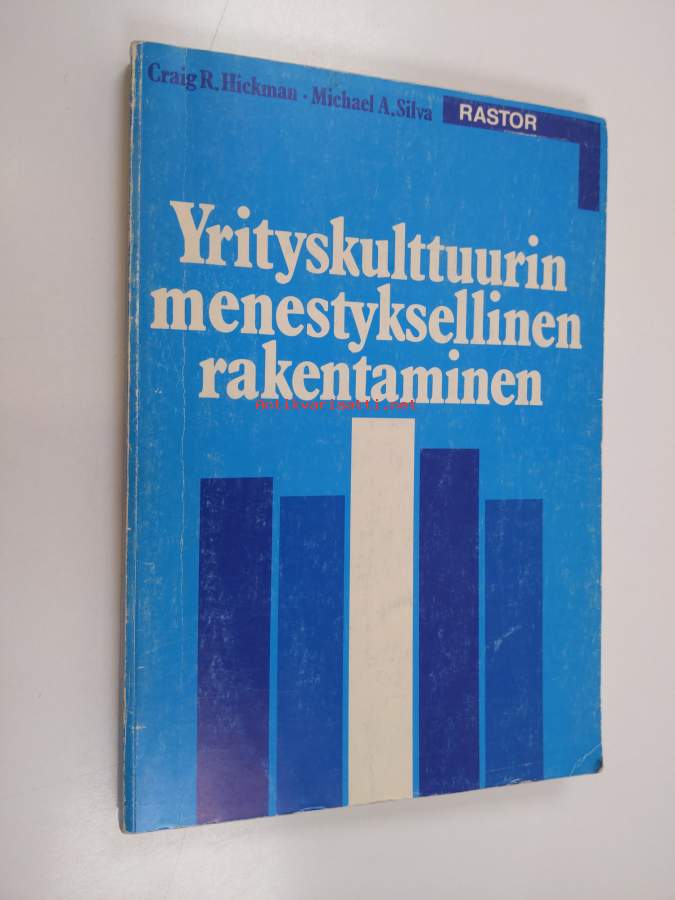 Craig R. Hickman · Michael A. Silva
RASTOR
Yrityskulttuurin
menestyksellinen
rakentaminen
antikvariaatti.net